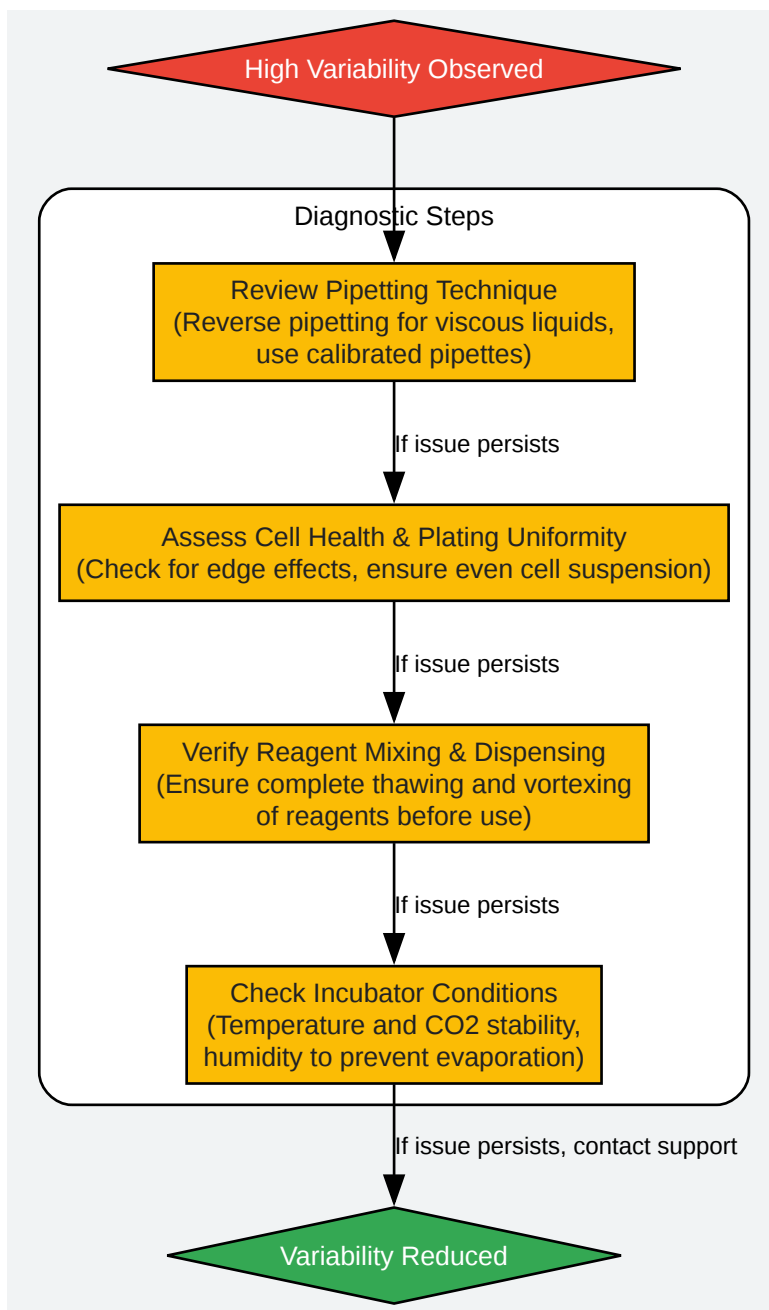 High Variability Observed
Diagnostic Steps
Review Pipetting Technique
(Reverse pipetting for viscous liquids,
use calibrated pipettes)
If issue persists
Assess Cell Health & Plating Uniformity
(Check for edge effects, ensure even cell suspension)
If issue persists
Verify Reagent Mixing & Dispensing
(Ensure complete thawing and vortexing
of reagents before use)
If issue persists
Check Incubator Conditions
(Temperature and CO2 stability,
humidity to prevent evaporation)
If issue persists, contact support
Variability Reduced